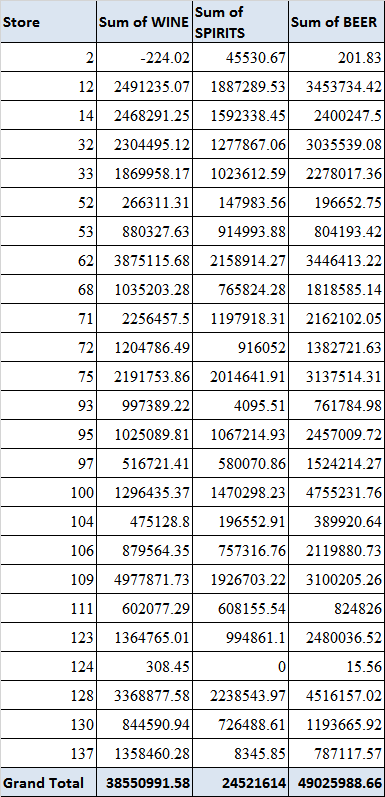 Store Sum of WINE Sum of SPIRITS Sum of BEER
2 -224.02 45530.67 201.83
12 2491235.07 1887289.53 3453734.42
14 2468291.25 1592338.45 2400247.5
32 2304495.12 1277867.06 3035539.08
33 1869958.17 1023612.59 2278017.36
52 266311.31 147983.56 196652.75
53 880327.63 914993.88 804193.42
62 3875115.68 2158914.27 3446413.22
68 1035203.28 765824.28 1818585.14
71 2256457.5 1197918.31 2162102.05
72 1204786.49 916052 1382721.63
75 2191753.86 2014641.91 3137514.31
93 997389.22 4095.51 761784.98
95 1025089.81 1067214.93 2457009.72
97 516721.41 580070.86 1524214.27
100 1296435.37 1470298.23 4755231.76
104 475128.8 196552.91 389920.64
106 879564.35 757316.76 2119880.73
109 4977871.73 1926703.22 3100205.26
111 602077.29 608155.54 824826
123 1364765.01 994861.1 2480036.52
124 308.45 0 15.56
128 3368877.58 2238543.97 4516157.02
130 844590.94 726488.61 1193665.92
137 1358460.28 8345.85 787117.57
Grand Total 38550991.58 24521614 49025988.66